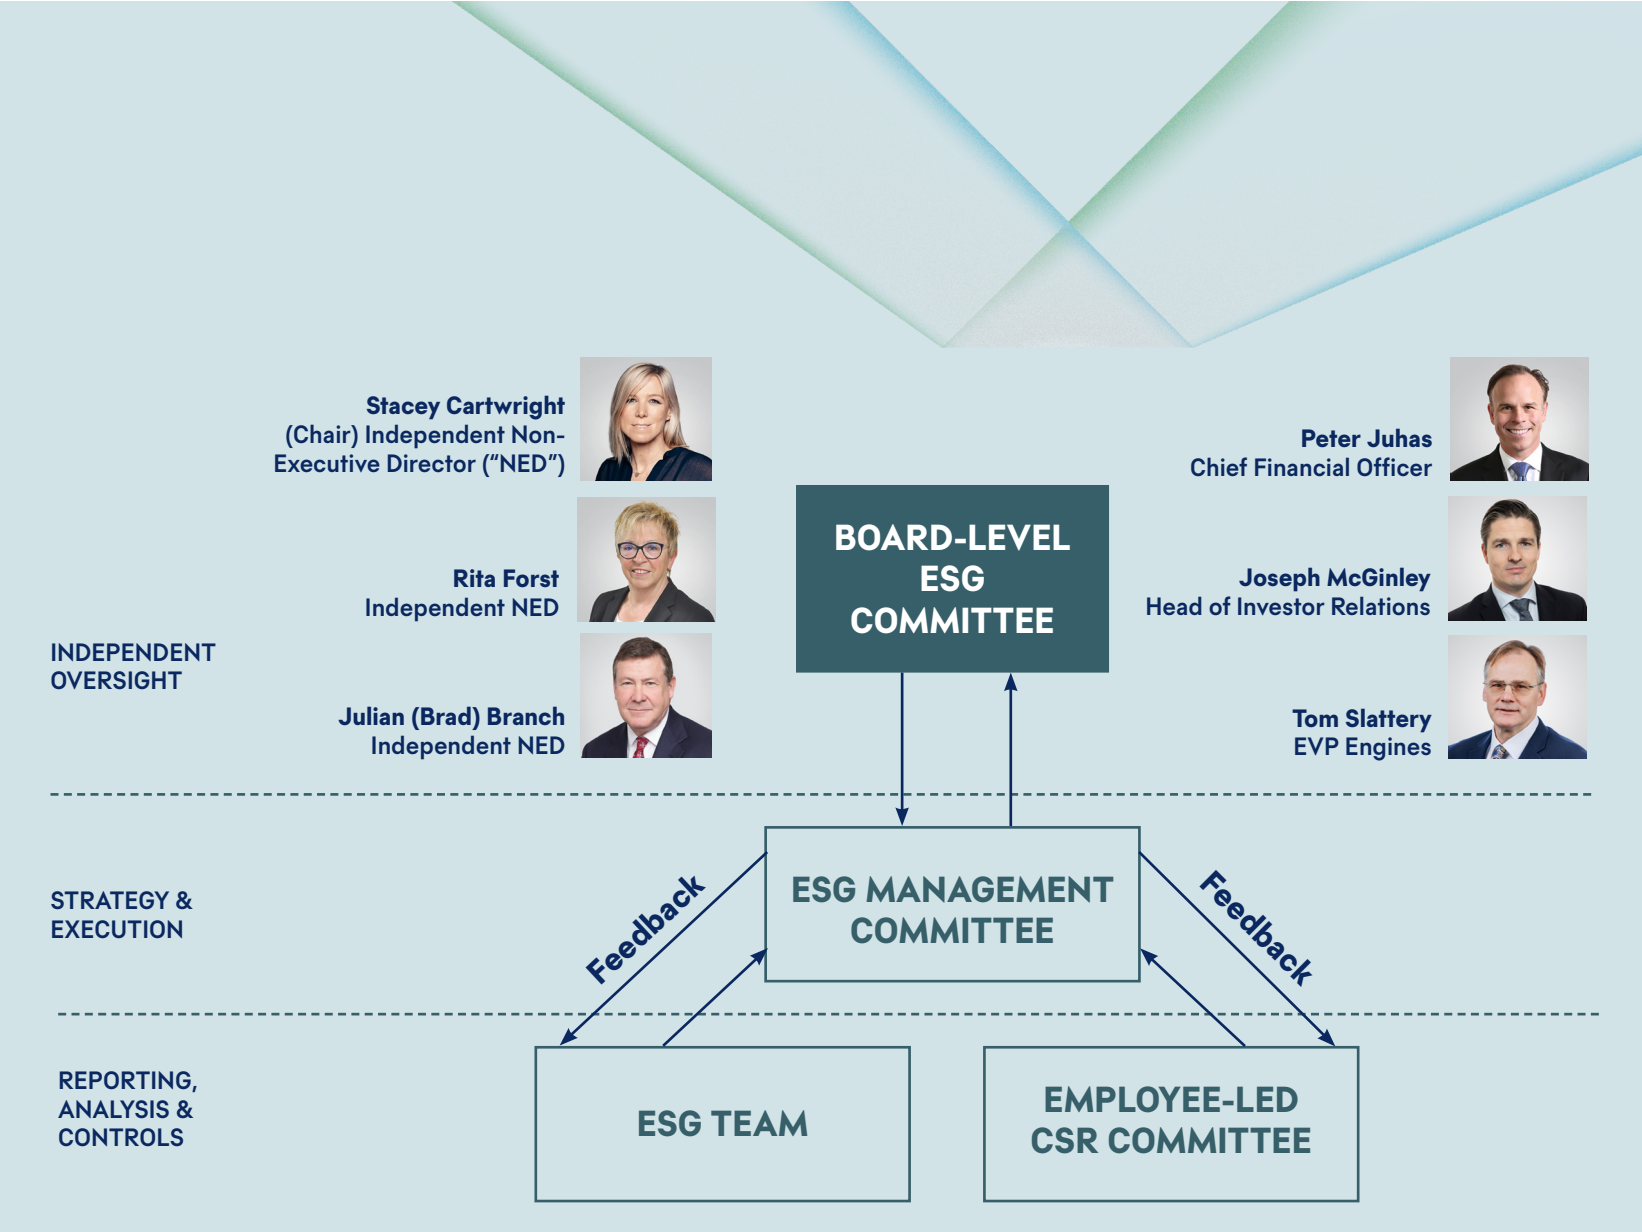 Stacey Cartwright
(Chair) Independent Non-
Executive Director (“NED”)
Rita Forst
Independent NED
Julian (Brad) Branch
Independent NED
BOARD-LEVEL
ESG
COMMITTEE
Peter Juhas
Chief Financial Officer
Joseph McGinley
Head of Investor Relations
Tom Slattery
EVP Engines
INDEPENDENT
OVERSIGHT
STRATEGY &
EXECUTION
Feedback
ESG MANAGEMENT
COMMITTEE
Feedback
REPORTING,
ANALYSIS &
CONTROLS
ESG TEAM
EMPLOYEE-LED
CSR COMMITTEE